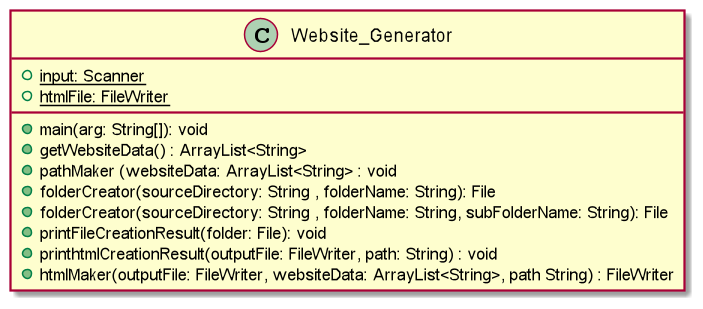 C Website_Generator
input: Scanner
htmlFile: FileWriter
main(arg: String[]): void
getWebsiteData() : ArrayList<String>
pathMaker (websiteData: ArrayList<String> : void
folderCreator(sourceDirectory: String , folderName: String): File
folderCreator(sourceDirectory: String , folderName: String, subFolderName: String): File
printFileCreationResult(folder: File): void
printhtmlCreationResult(outputFile: FileWriter, path: String) : void
htmlMaker(outputFile: FileWriter, websiteData: ArrayList<String>, path String) : FileWriter